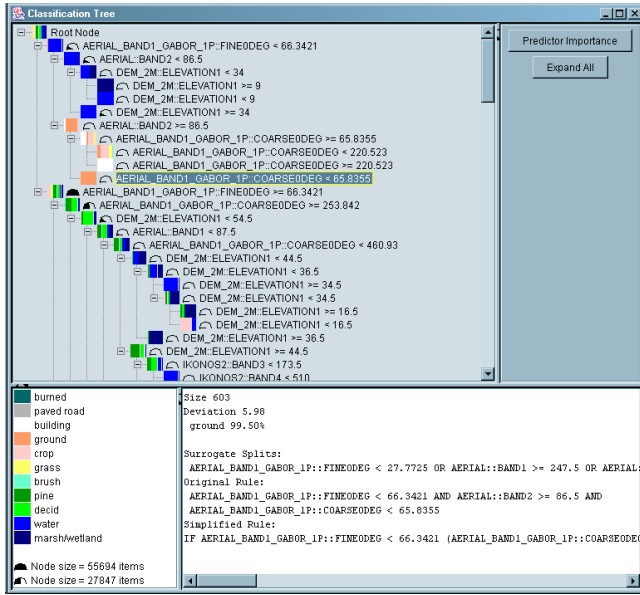 Classification Tree
Root Node
AERIAL_BAND1_GABOR_1P::FINE0DEG < 66.3421
AERIAL::BAND2 < 86.5
DEM_2M::ELEVATION1 < 34
DEM_2M::ELEVATION1 >= 9
DEM_2M::ELEVATION1 < 9
DEM_2M::ELEVATION1 >= 34
AERIAL::BAND2 >= 86.5
AERIAL_BAND1_GABOR_1P::COARSE0DEG >= 65.8355
AERIAL_BAND1_GABOR_1P::COARSE0DEG < 220.523
AERIAL_BAND1_GABOR_1P::COARSE0DEG >= 220.523
AERIAL_BAND1_GABOR_1P::COARSE0DEG < 65.8355
AERIAL_BAND1_GABOR_1P::FINE0DEG >= 66.3421
AERIAL_BAND1_GABOR_1P::COARSE0DEG >= 253.842
DEM_2M::ELEVATION1 < 54.5
AERIAL::BAND1 < 87.5
AERIAL_BAND1_GABOR_1P::COARSE0DEG < 460.93
DEM_2M::ELEVATION1 < 44.5
DEM_2M::ELEVATION1 < 36.5
DEM_2M::ELEVATION1 >= 34.5
DEM_2M::ELEVATION1 < 34.5
DEM_2M::ELEVATION1 >= 16.5
DEM_2M::ELEVATION1 < 16.5
DEM_2M::ELEVATION1 >= 36.5
DEM_2M::ELEVATION1 >= 44.5
IKONOS2::BAND3 < 173.5
IKONOS2::BAND4 < 510
Predictor Importance
Expand All
burned
paved road
building
ground
crop
grass
brush
pine
decid
water
marsh/wetland
Node size = 55694 items
Node size = 27847 items
Size 603
Deviation 5.98
ground 99.50%
Surrogate Splits:
AERIAL_BAND1_GABOR_1P::FINE0DEG < 27.7725 OR AERIAL::BAND1 >= 247.5 OR AERIAL:
Original Rule:
AERIAL_BAND1_GABOR_1P::FINE0DEG < 66.3421 AND AERIAL::BAND2 >= 86.5 AND
AERIAL_BAND1_GABOR_1P::COARSE0DEG < 65.8355
Simplified Rule:
IF AERIAL_BAND1_GABOR_1P::FINE0DEG < 66.3421 (AERIAL_BAND1_GABOR_1P::COARSE0DEG